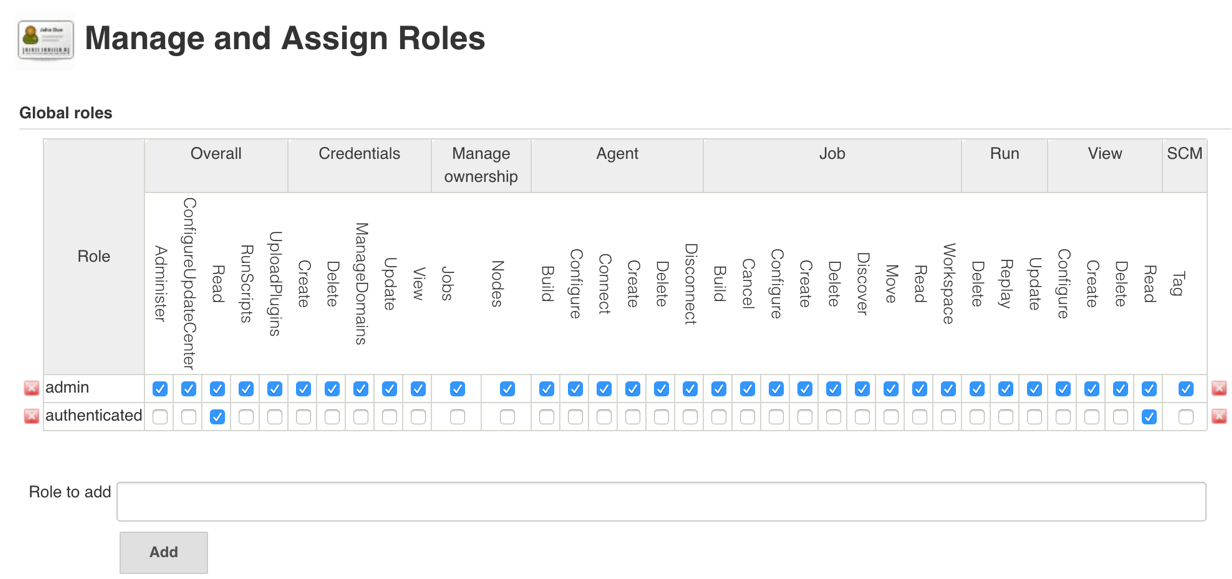 John Doe
Manage and Assign Roles
Global roles
Role
Overall
Credentials
Manage
ownership
Agent
Job
Run
View
SCM
Administer
ConfigureUpdateCenter
Read
RunScripts
UploadPlugins
Create
Delete
ManageDomains
Update
View
Jobs
Nodes
Build
Configure
Connect
Create
Delete
Disconnect
Build
Cancel
Configure
Create
Delete
Discover
Move
Read
Workspace
Delete
Replay
Update
Configure
Create
Delete
Read
Tag
admin
authenticated
Role to add
Add